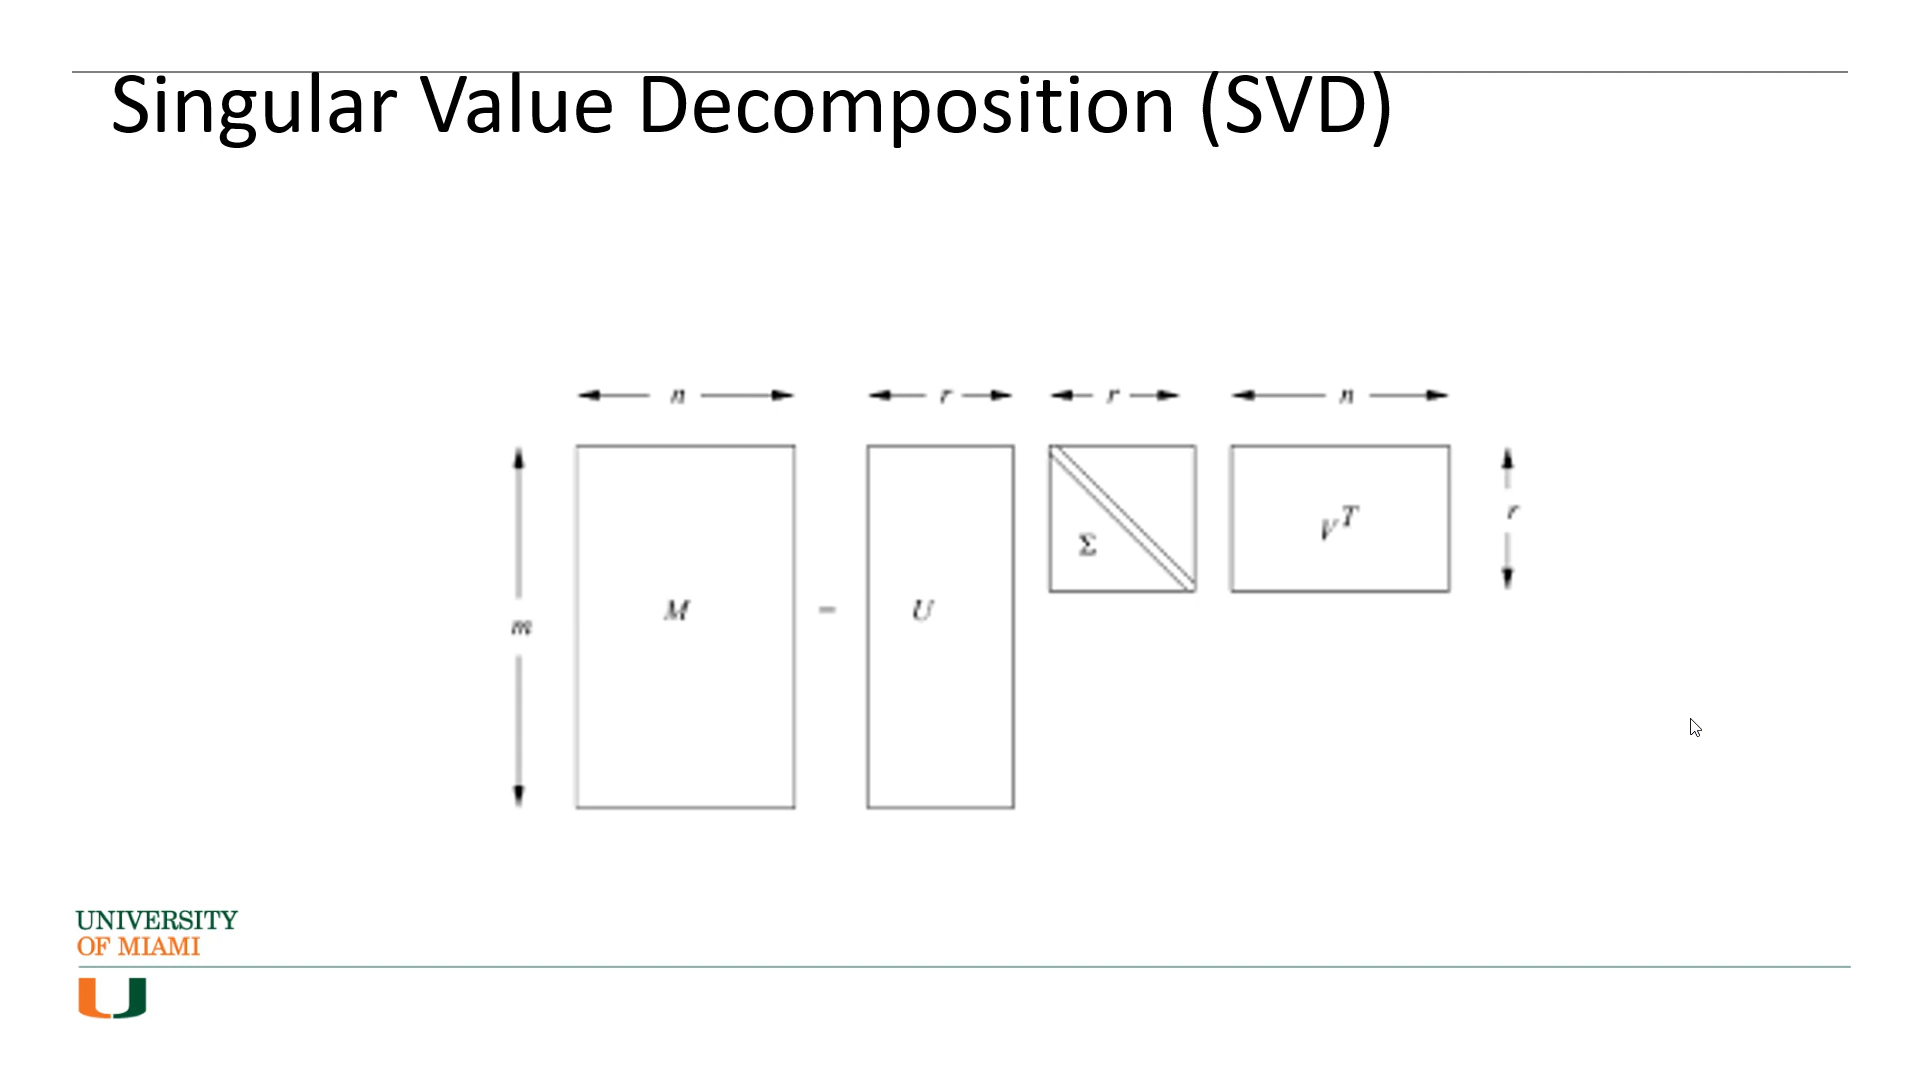 Singular Value Decomposition (SVD)
n r r n
m M = U Σ V^T r
UNIVERSITY
OF MIAMI